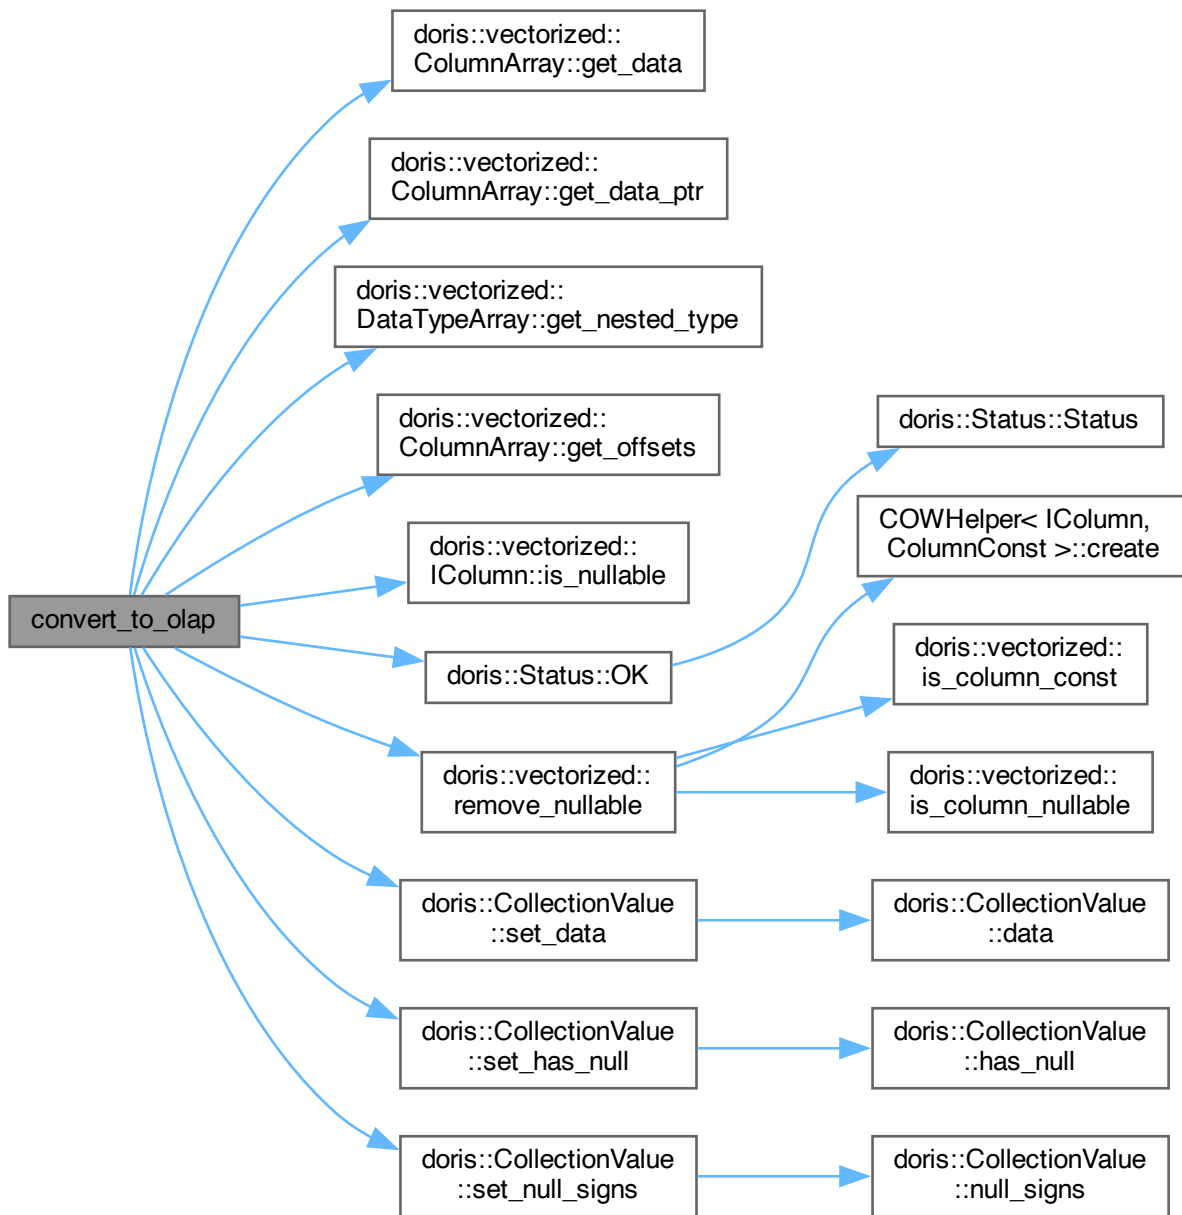 doris::vectorized::
ColumnArray::get_data
doris::vectorized::
ColumnArray::get_data_ptr
doris::vectorized::
DataTypeArray::get_nested_type
doris::vectorized::
ColumnArray::get_offsets
doris::vectorized::
IColumn::is_nullable
convert_to_olap
doris::Status::OK
doris::vectorized::
remove_nullable
doris::CollectionValue
::set_data
doris::CollectionValue
::set_has_null
doris::CollectionValue
::set_null_signs
doris::Status::Status
COWHelper< IColumn,
ColumnConst >::create
doris::vectorized::
is_column_const
doris::vectorized::
is_column_nullable
doris::CollectionValue
::data
doris::CollectionValue
::has_null
doris::CollectionValue
::null_signs